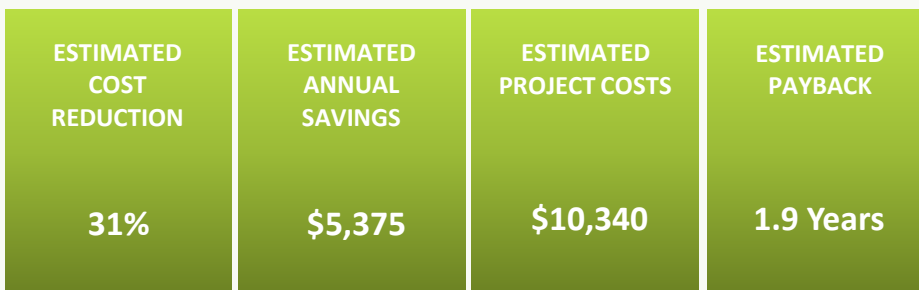 ESTIMATED
COST
REDUCTION
31%
ESTIMATED
ANNUAL
SAVINGS
$5,375
ESTIMATED
PROJECT COSTS
$10,340
ESTIMATED
PAYBACK
1.9 Years